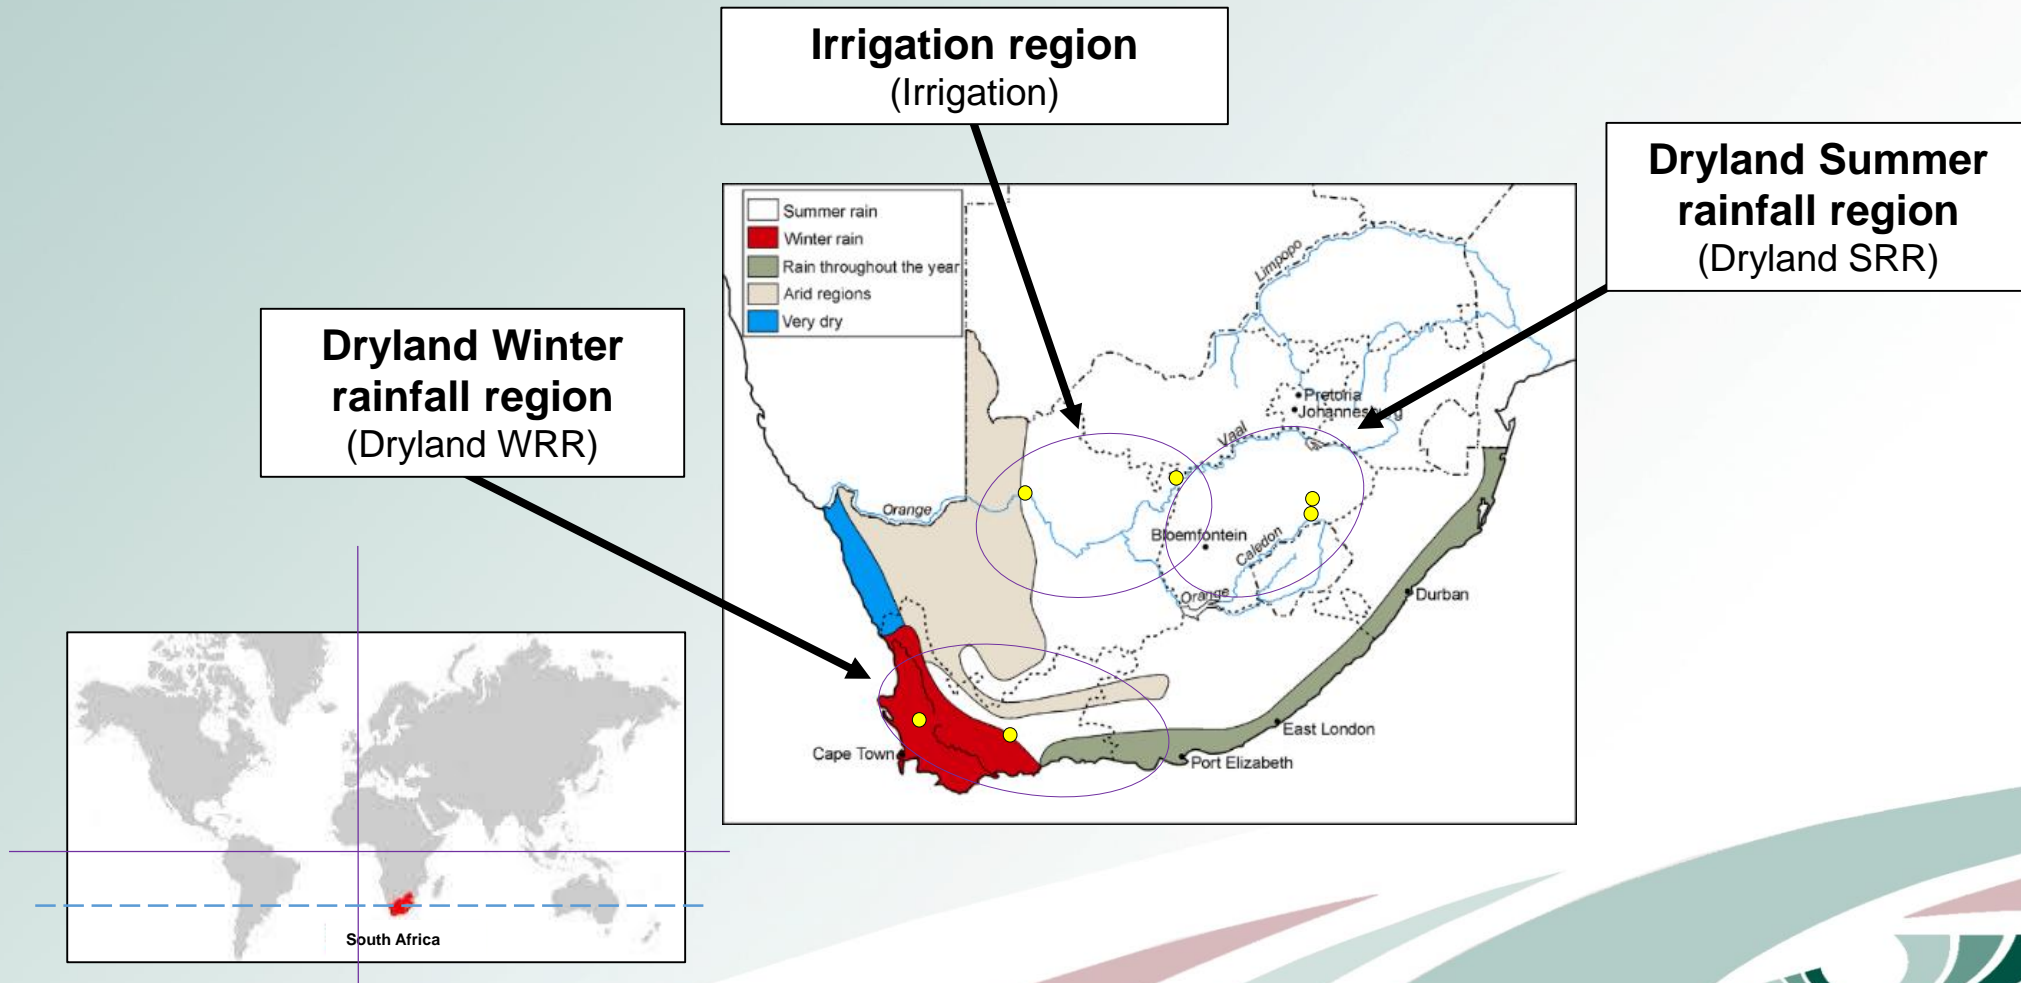 Irrigation region
(Irrigation)
Dryland Summer
rainfall region
(Dryland SRR)
Dryland Winter
rainfall region
(Dryland WRR)
Summer rain
Winter rain
Rain throughout the year
Arid regions
Very dry
Limpopo
Pretoria
Johannesburg
Vaal
Orange
Bloemfontein
Caledon
Orange
Durban
East London
Port Elizabeth
Cape Town
South Africa